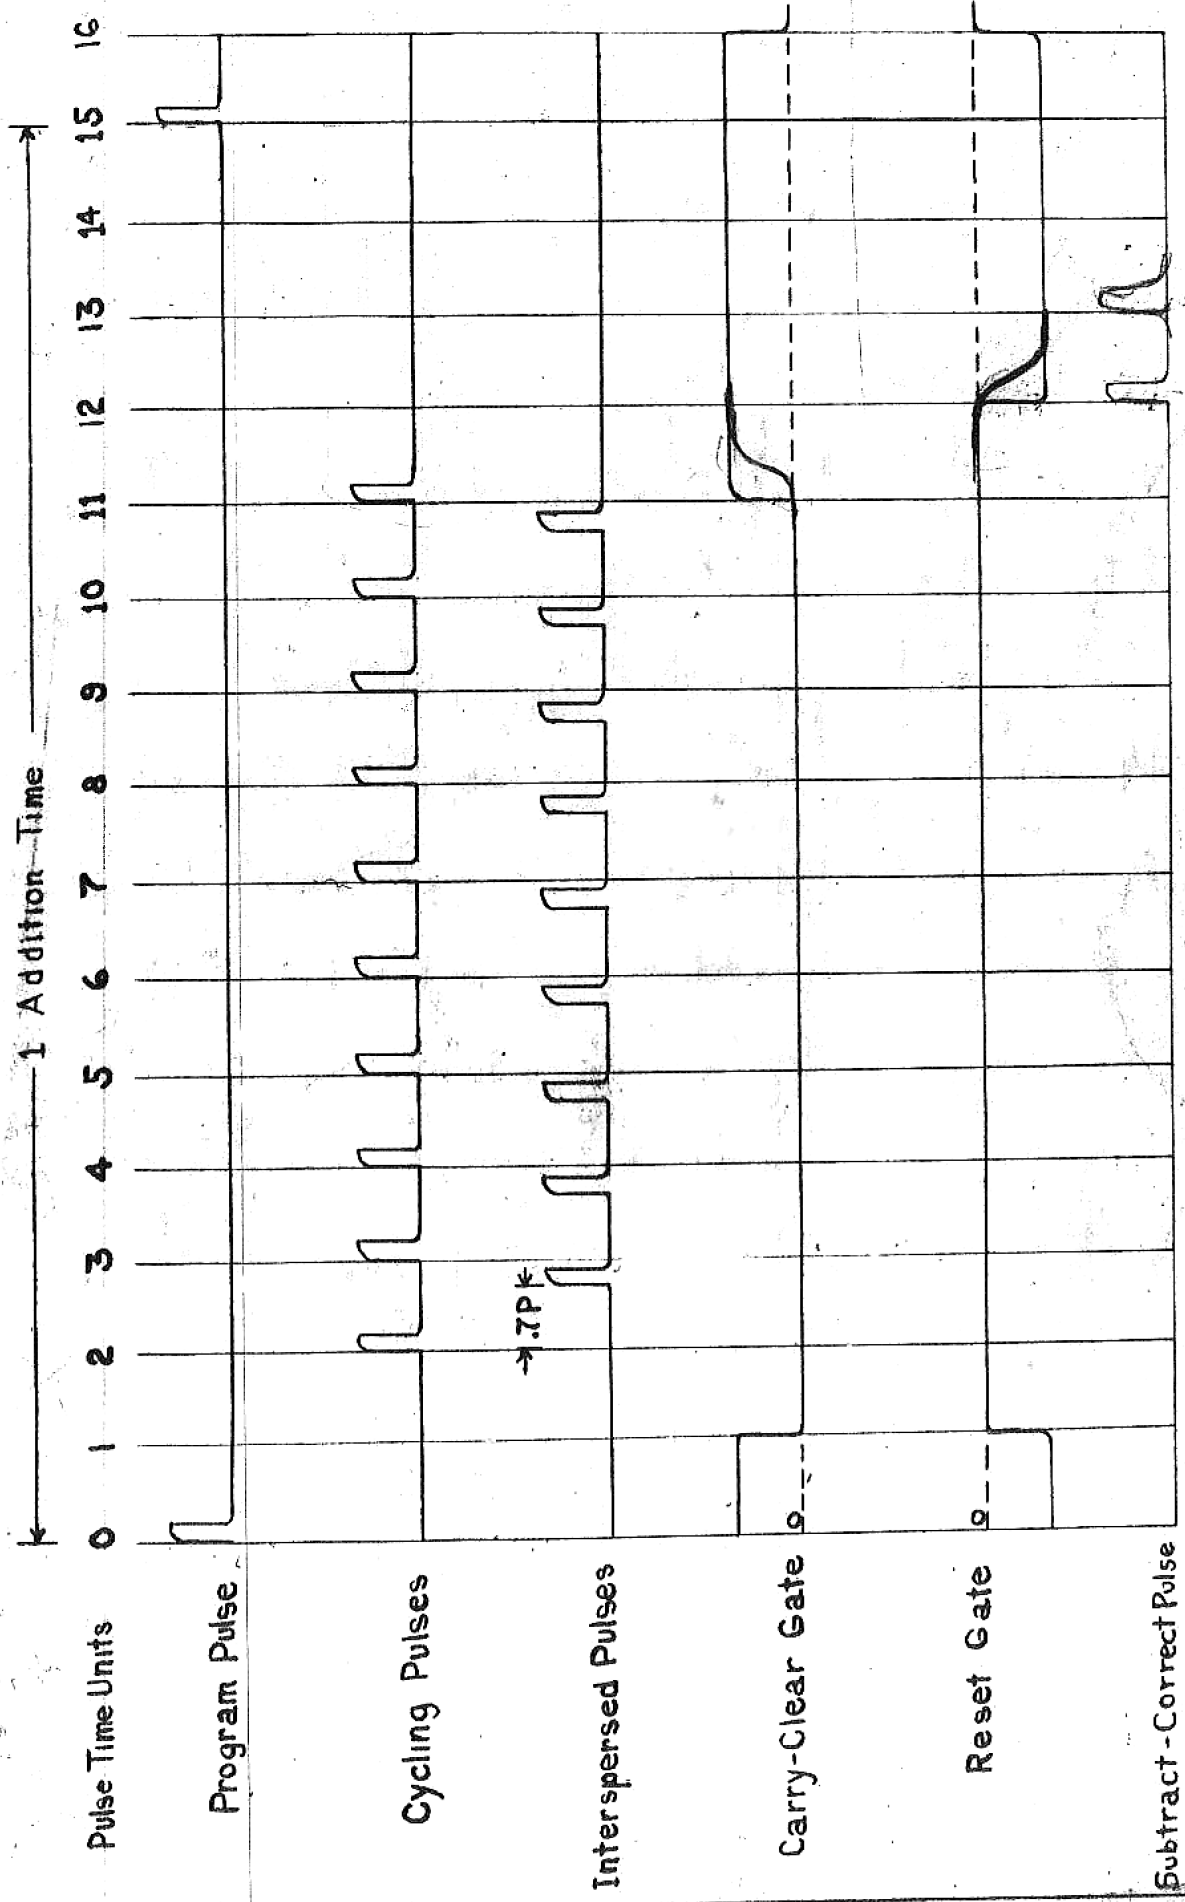 1 Addition Time
Pulse Time Units 0 1 2 3 4 5 6 7 8 9 10 11 12 13 14 15 16
Program Pulse
Cycling Pulses
.7P
Interspersed Pulses
Carry-Clear Gate 0
Reset Gate 0
Subtract-Correct Pulse